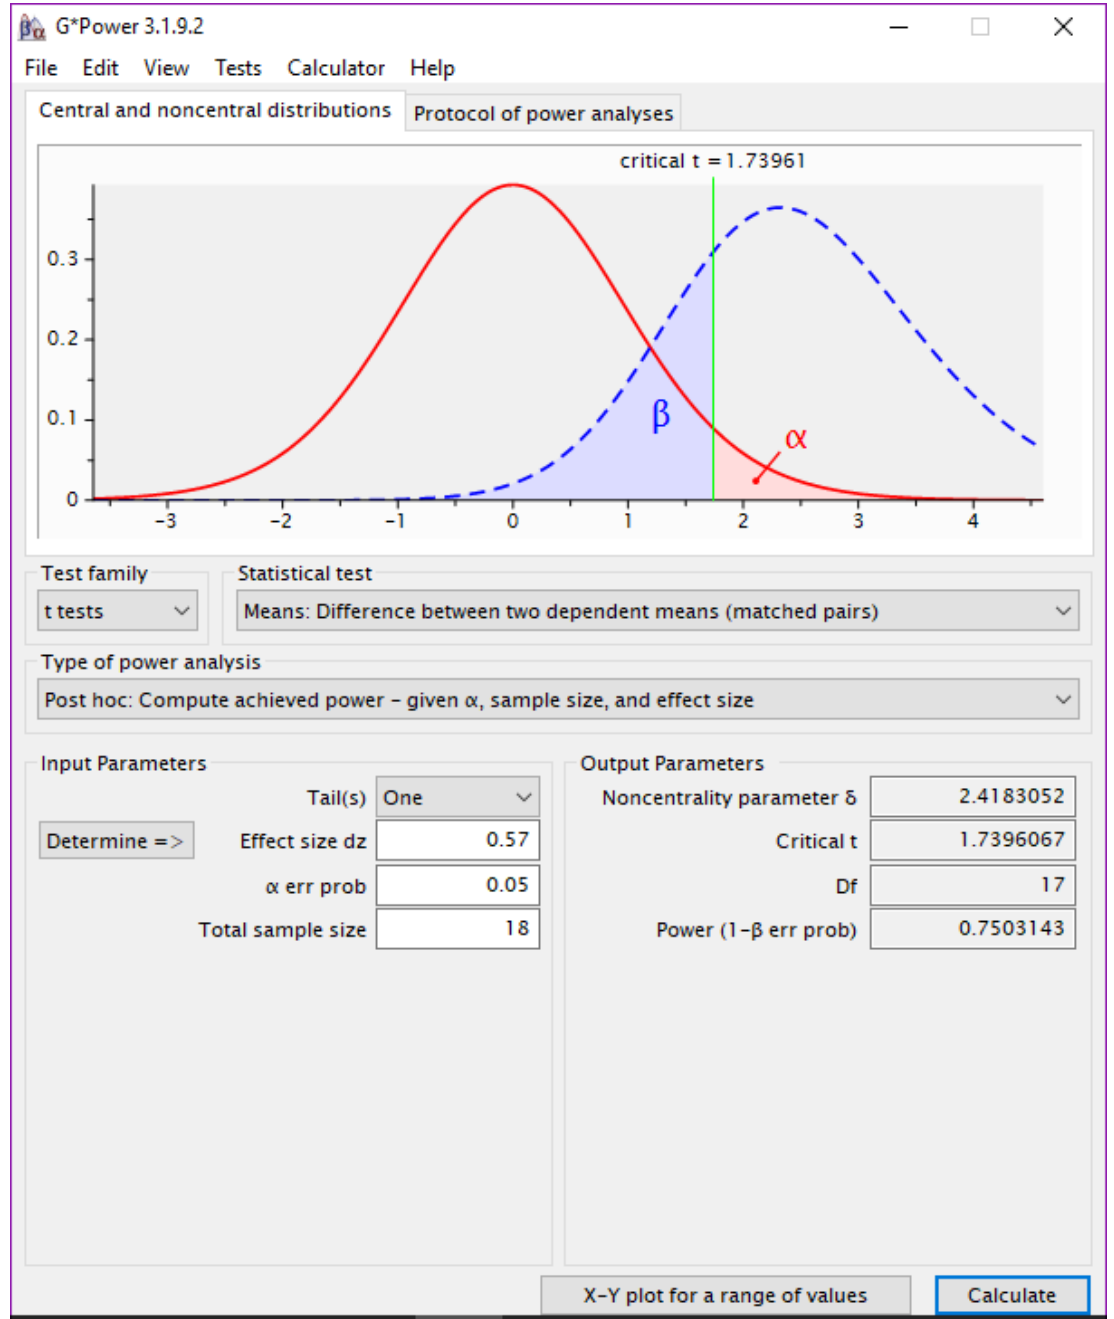 G*Power 3.1.9.2
File Edit View Tests Calculator Help
Central and noncentral distributions Protocol of power analyses
critical t = 1.73961
0.3
0.2
0.1
0
-3 -2 -1 0 1 2 3 4
β
α
Test family Statistical test
t tests Means: Difference between two dependent means (matched pairs)
Type of power analysis
Post hoc: Compute achieved power – given α, sample size, and effect size
Input Parameters Output Parameters
Tail(s) One Noncentrality parameter δ 2.4183052
Determine => Effect size dz 0.57 Critical t 1.7396067
α err prob 0.05 Df 17
Total sample size 18 Power (1–β err prob) 0.7503143
X–Y plot for a range of values Calculate